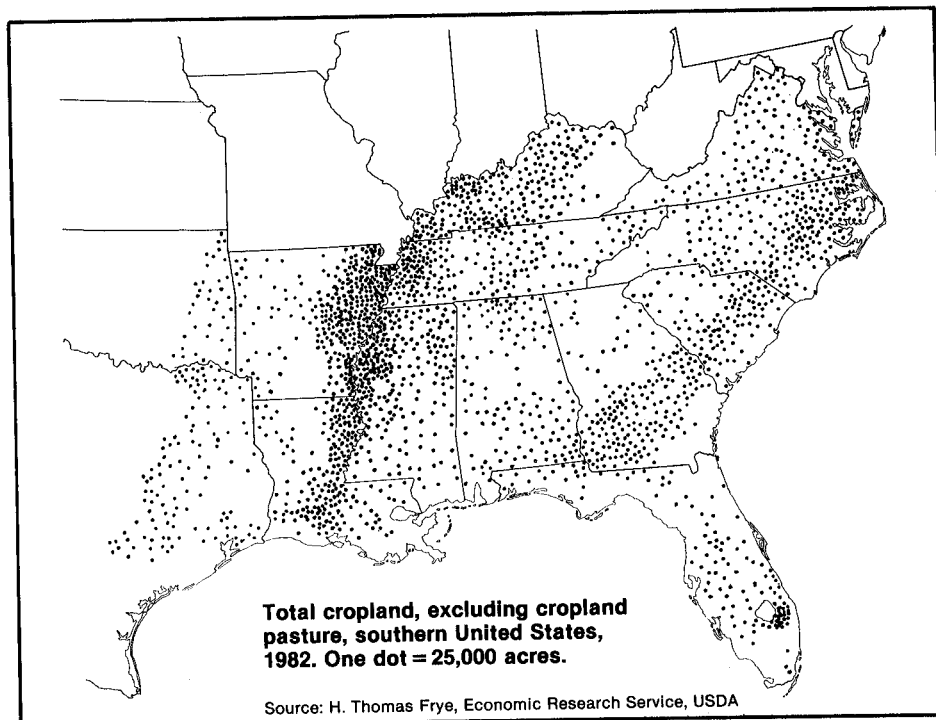 Total cropland, excluding cropland
pasture, southern United States,
1982. One dot = 25,000 acres.
Source: H. Thomas Frye, Economic Research Service, USDA